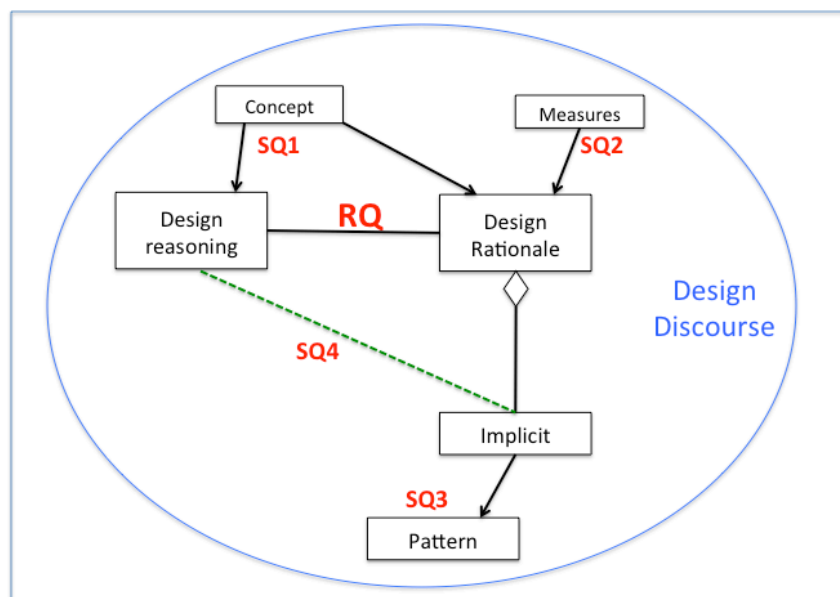 Concept
Measures
SQ1
SQ2
Design
reasoning
RQ
Design
Rationale
Design
Discourse
SQ4
Implicit
SQ3
Pattern